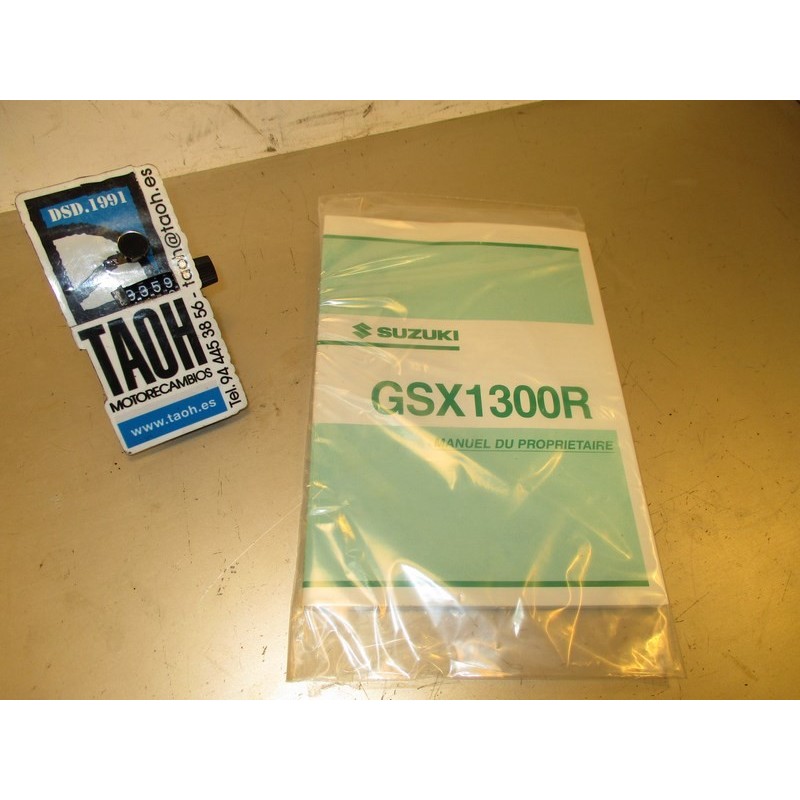 DSD.1991
9959
TAOH
MOTORECAMBIOS
www.taoh.es
Tel. 94 445 38 56 - taoh@taoh.es
SUZUKI
GSX1300R
MANUEL DU PROPRIETAIRE